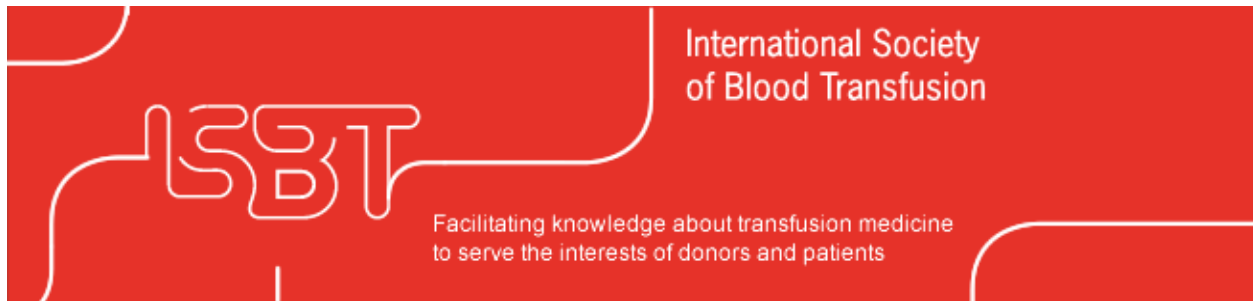 International Society
of Blood Transfusion
ISBT
Facilitating knowledge about transfusion medicine
to serve the interests of donors and patients